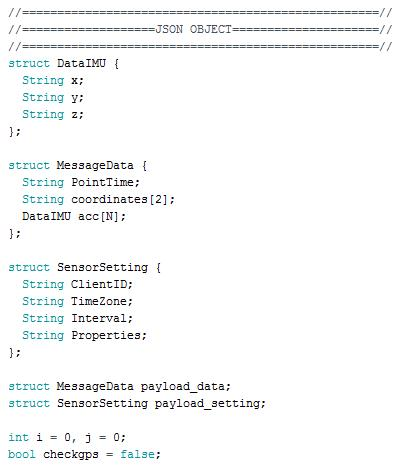 //===================================================//
//===================JSON OBJECT=====================//
//===================================================//
struct DataIMU {
  String x;
  String y;
  String z;
};

struct MessageData {
  String PointTime;
  String coordinates[2];
  DataIMU acc[N];
};

struct SensorSetting {
  String ClientID;
  String TimeZone;
  String Interval;
  String Properties;
};

struct MessageData payload_data;
struct SensorSetting payload_setting;

int i = 0, j = 0;
bool checkgps = false;